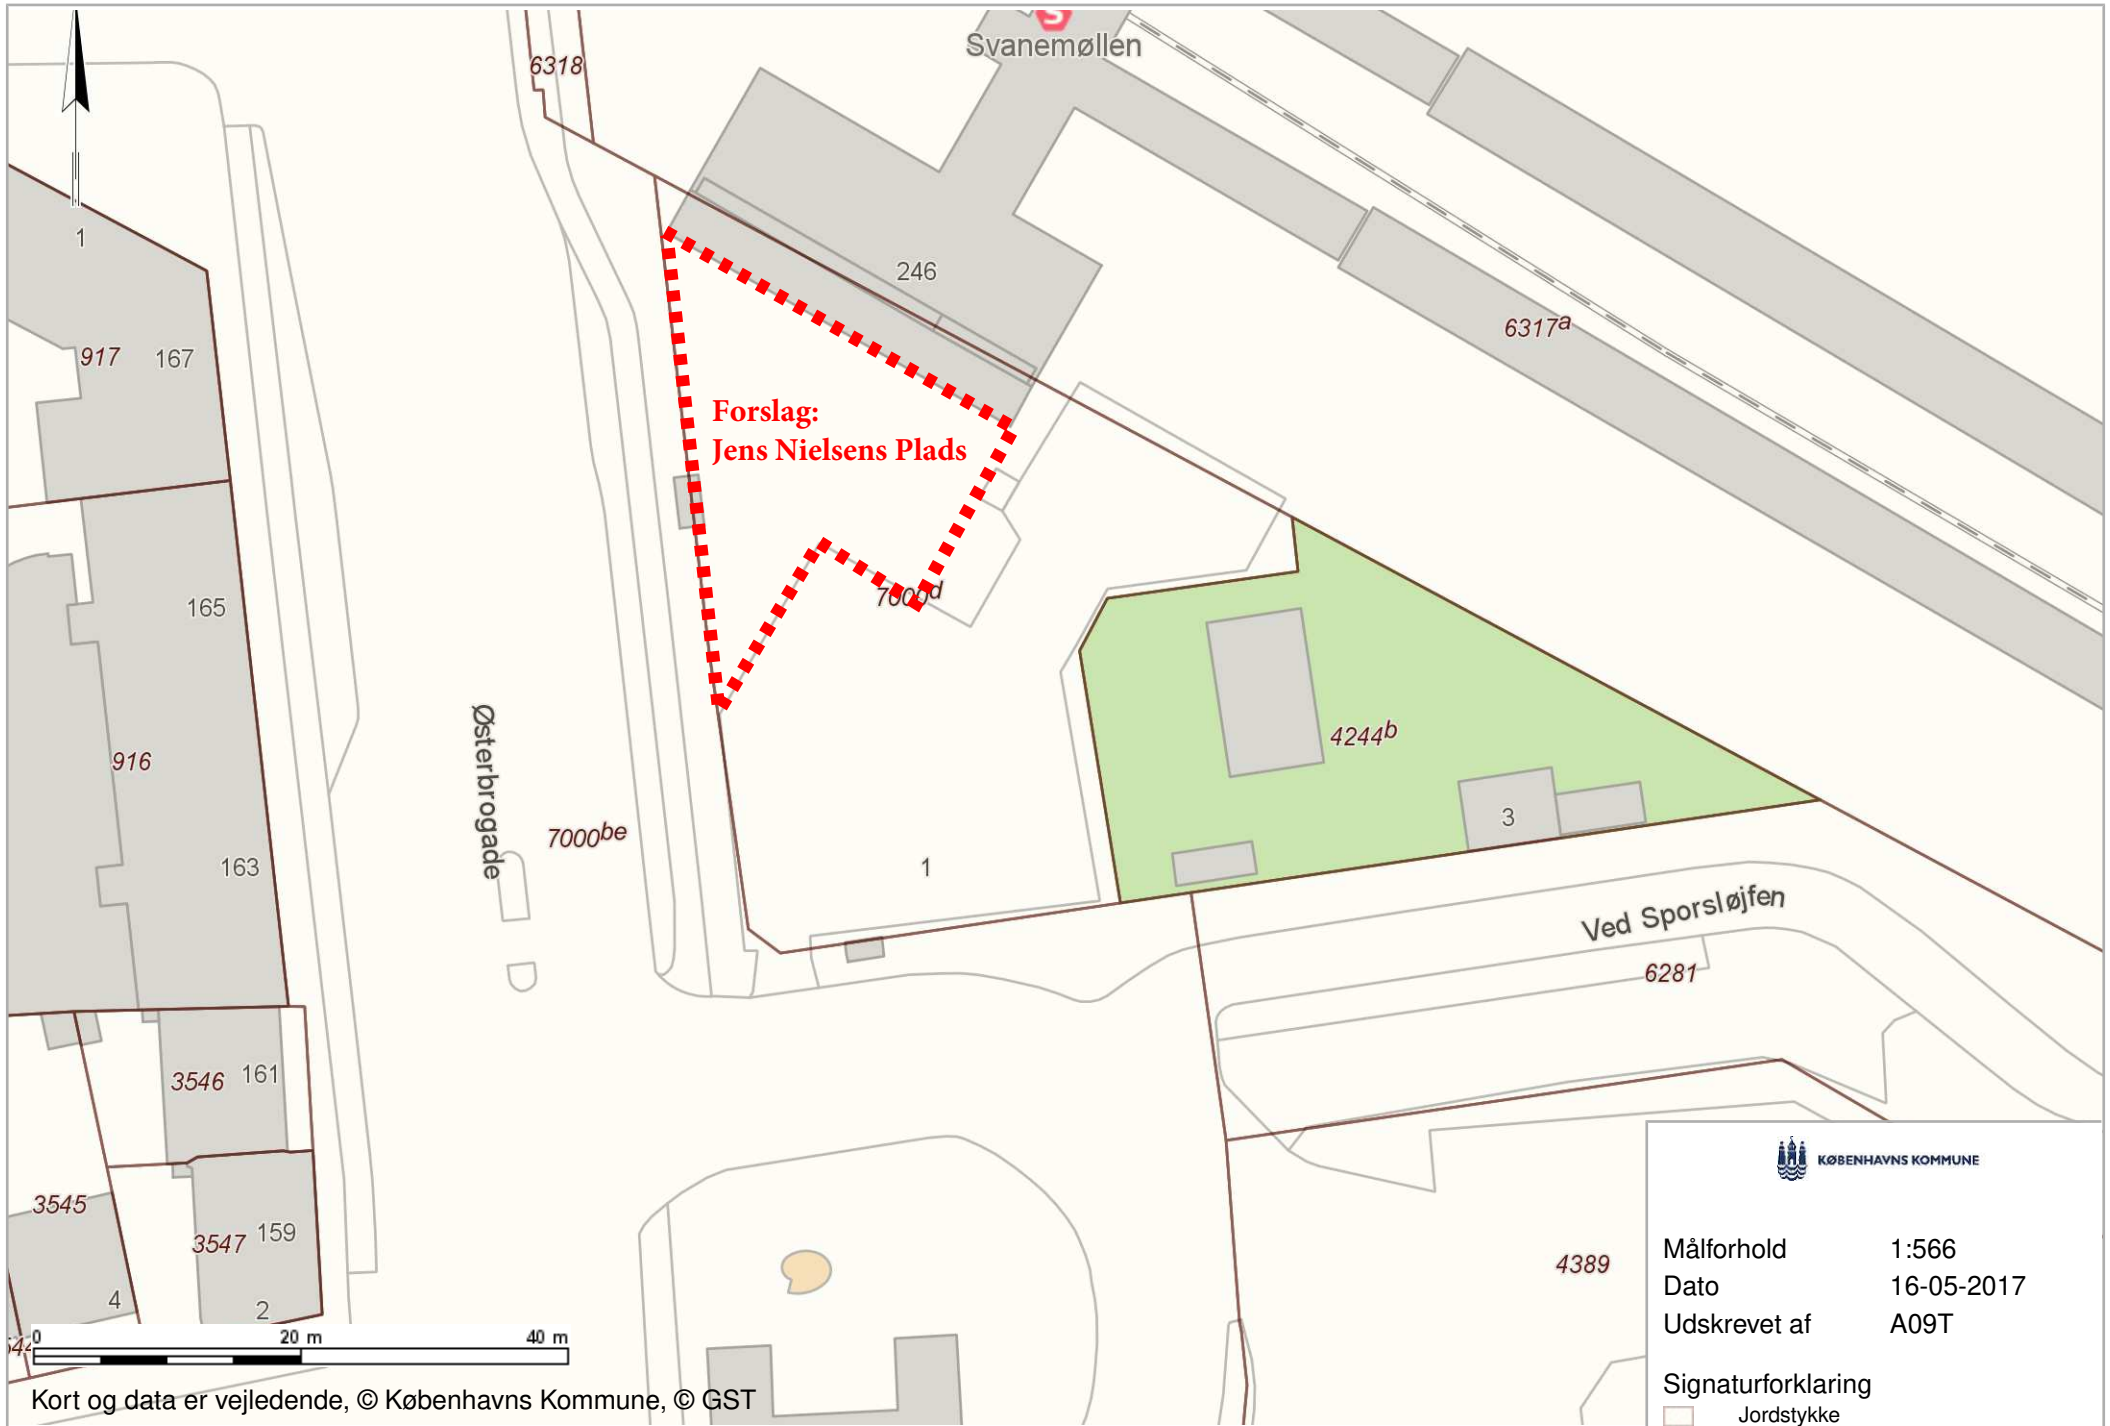 S
Svanemøllen
6318
1
246
6317a
917
167
Forslag:
Jens Nielsens Plads
165
7000d
Østerbrogade
4244b
916
7000be
3
163
1
Ved Sporsløjfen
6281
3546
161
KØBENHAVNS KOMMUNE
3545
3547
159
Målforhold 1:566
4389
Dato 16-05-2017
4
2
Udskrevet af A09T
0 20 m 40 m
Signaturforklaring
Kort og data er vejledende, © Københavns Kommune, © GST
Jordstykke